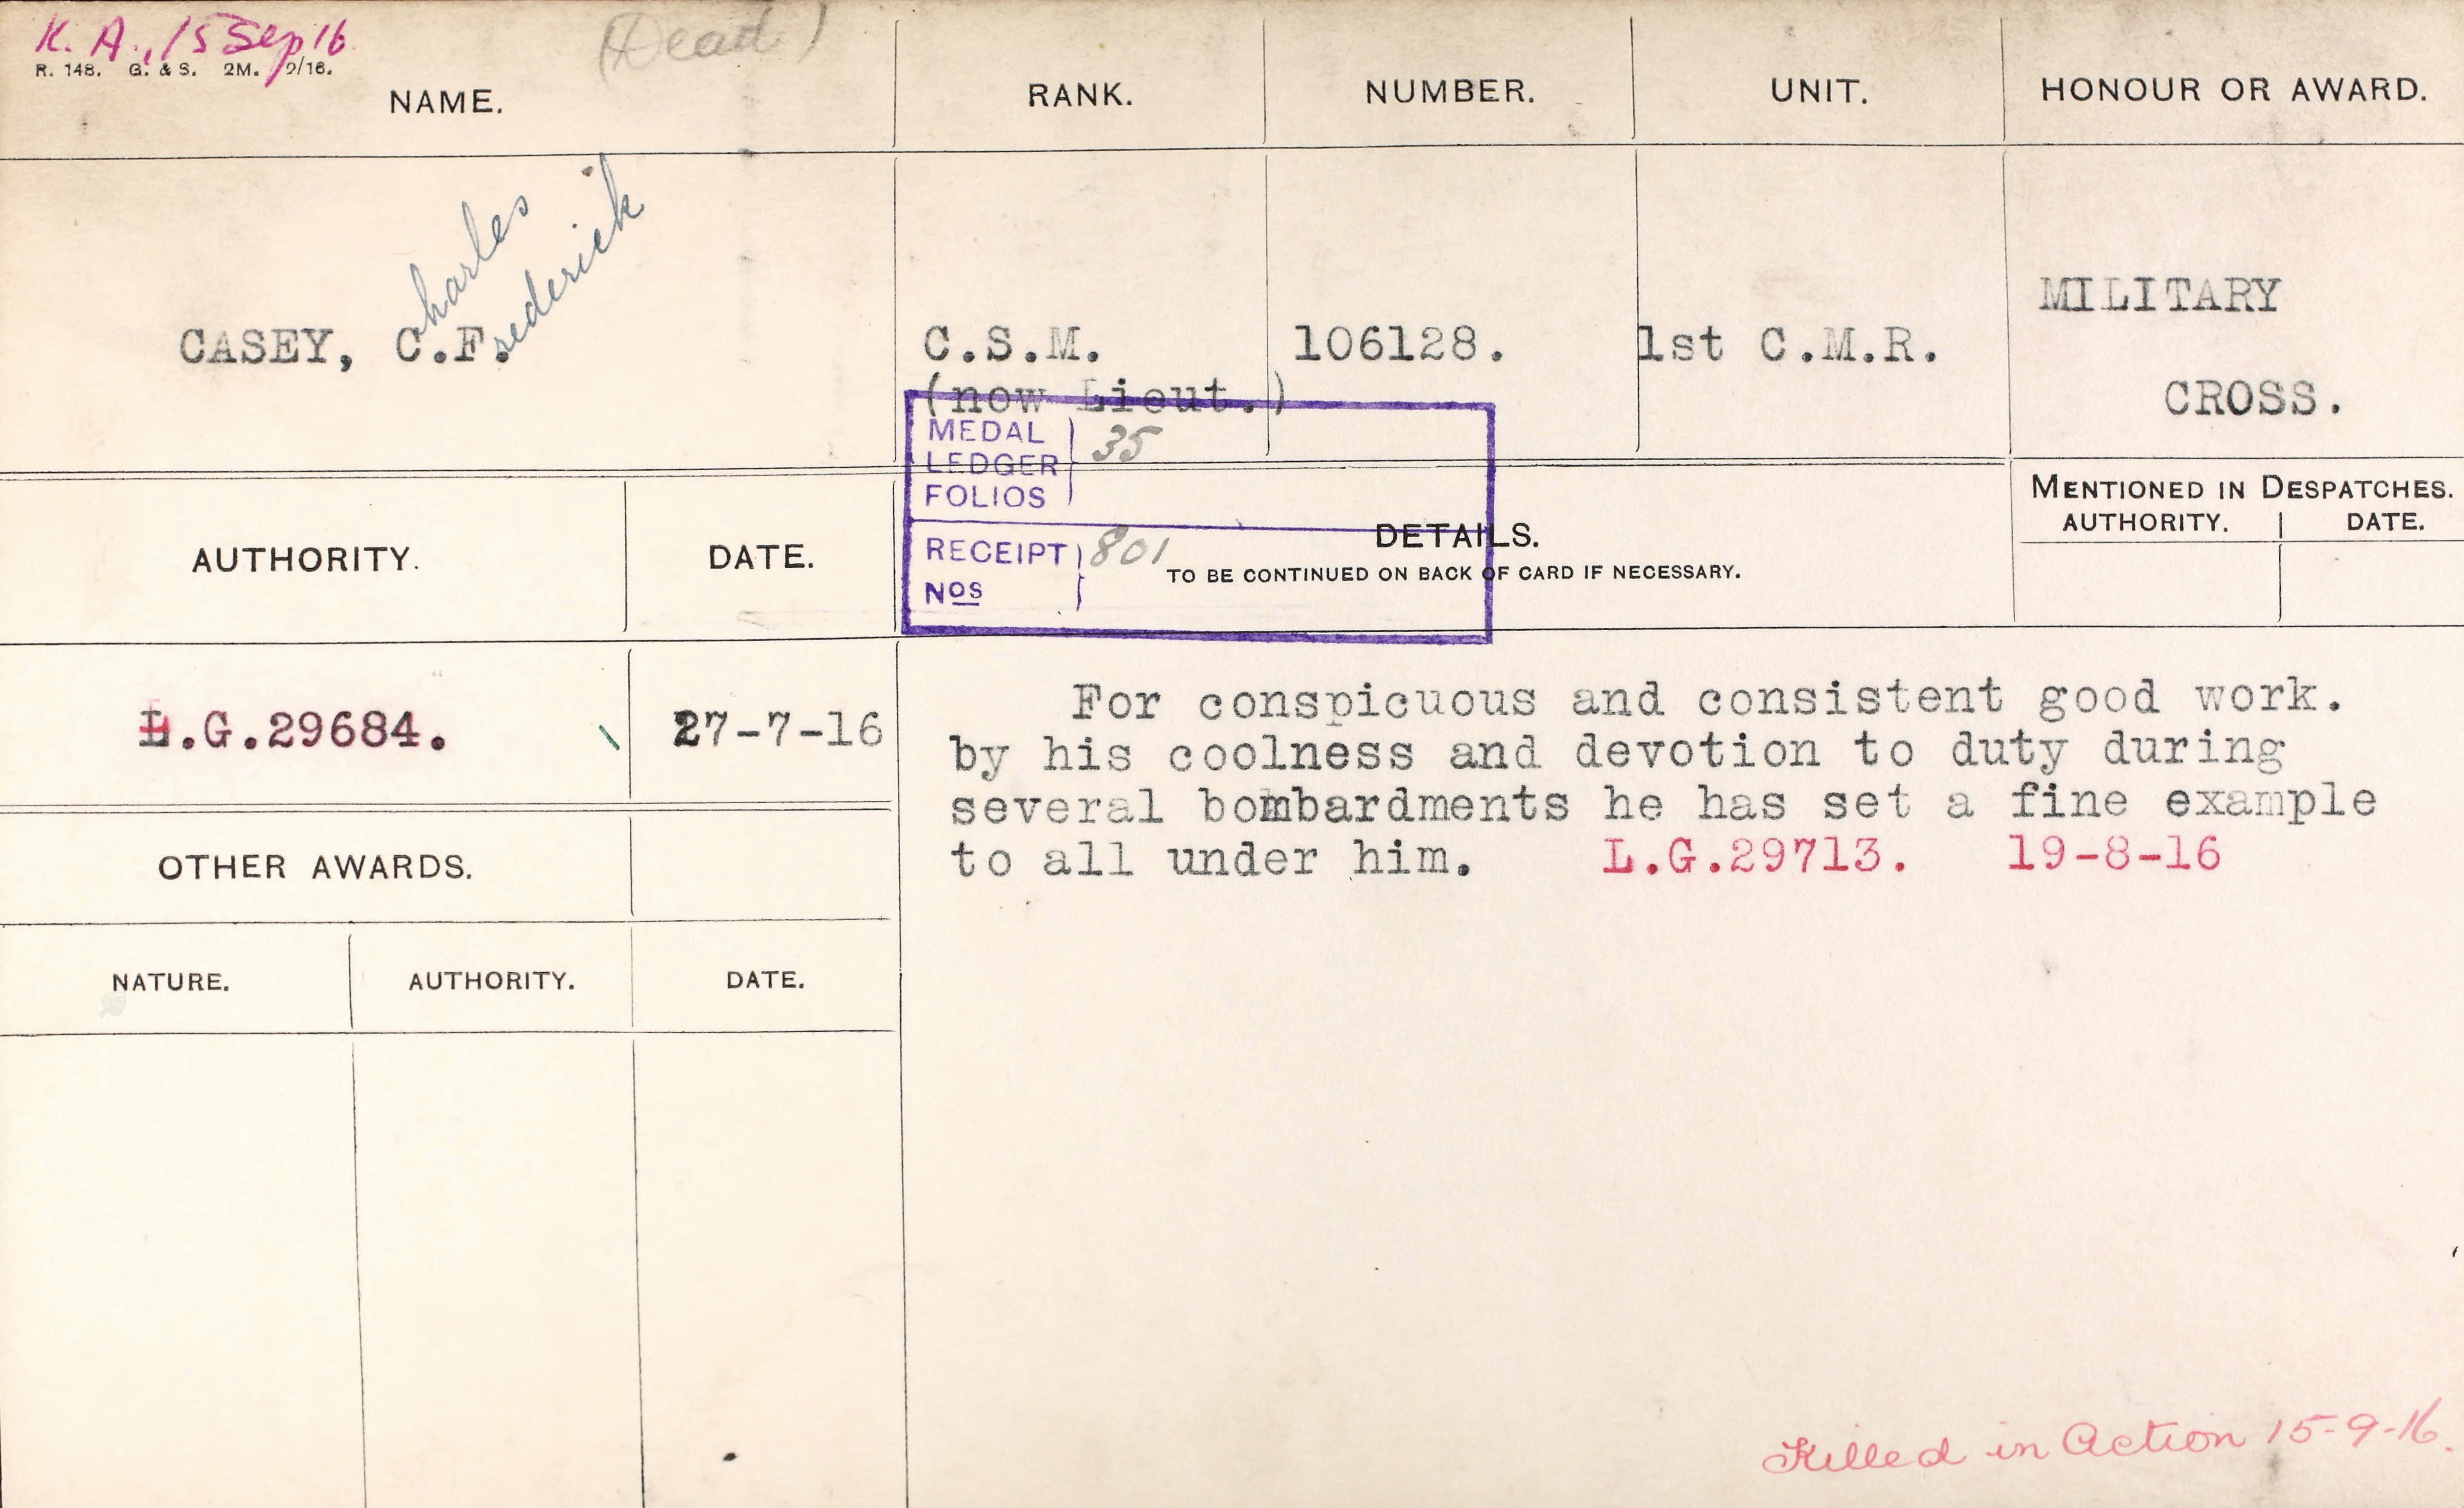 K. A., 15 Sep 16
(Dead)
R. 148. G. & S. 2M. 9/16.
NAME. RANK. NUMBER. UNIT. HONOUR OR AWARD.
Charles
Frederick
CASEY, C.F. C.S.M. 106128. 1st C.M.R. MILITARY
(now Lieut.) CROSS.
MEDAL LEDGER FOLIOS 35
RECEIPT Nos 801
AUTHORITY. DATE. DETAILS.
TO BE CONTINUED ON BACK OF CARD IF NECESSARY.
MENTIONED IN DESPATCHES.
AUTHORITY. DATE.
L.G.29684. 27-7-16
For conspicuous and consistent good work.
by his coolness and devotion to duty during
several bombardments he has set a fine example
to all under him. L.G.29713. 19-8-16
OTHER AWARDS.
NATURE. AUTHORITY. DATE.
Killed in Action 15-9-16.